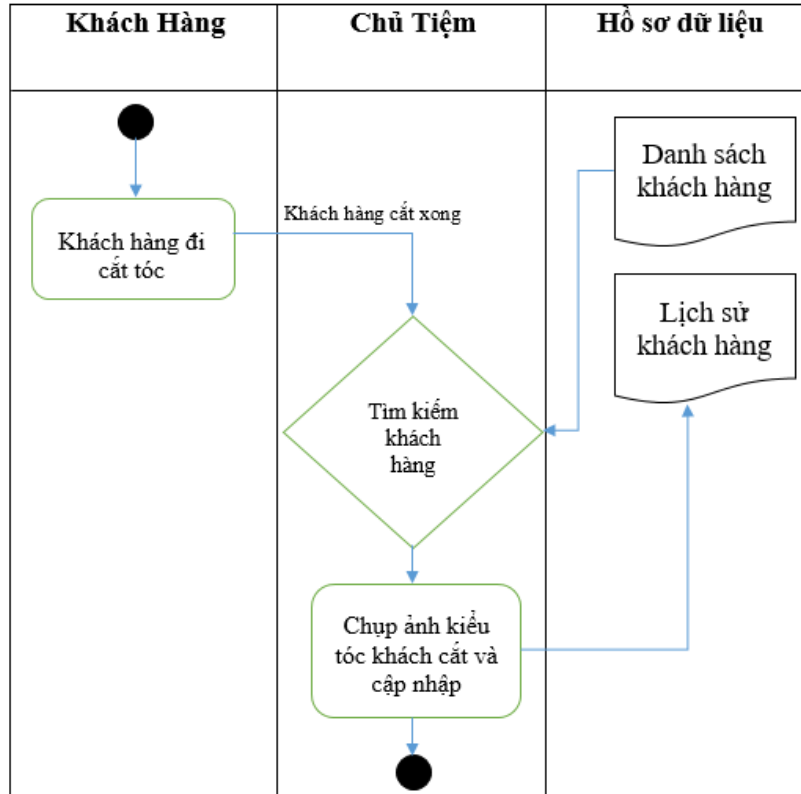 Khách Hàng
Chủ Tiệm
Hồ sơ dữ liệu
Khách hàng đi
cắt tóc
Khách hàng cắt xong
Danh sách
khách hàng
Lịch sử
khách hàng
Tìm kiếm
khách
hàng
Chụp ảnh kiểu
tóc khách cắt và
cập nhập